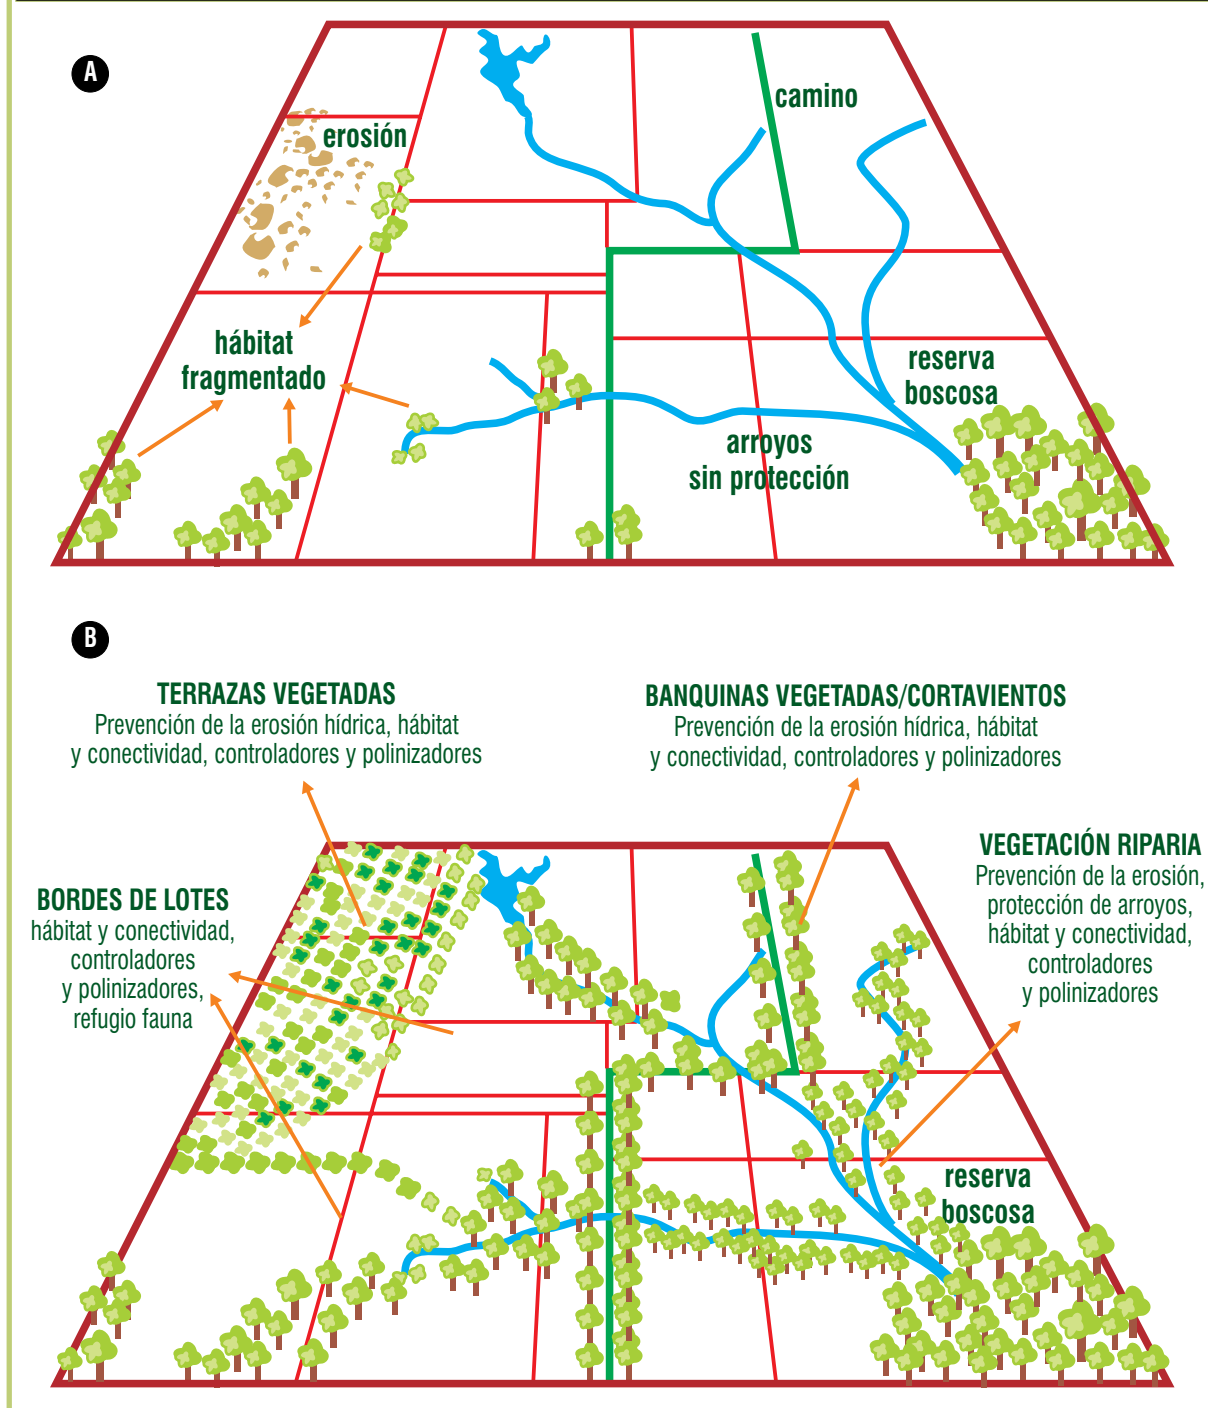 A
camino
erosión
hábitat
fragmentado
reserva
boscosa
arroyos
sin protección
B
TERRAZAS VEGETADAS
Prevención de la erosión hídrica, hábitat
y conectividad, controladores y polinizadores
BANQUINAS VEGETADAS/CORTAVIENTOS
Prevención de la erosión hídrica, hábitat
y conectividad, controladores y polinizadores
VEGETACIÓN RIPARIA
Prevención de la erosión,
protección de arroyos,
hábitat y conectividad,
controladores
y polinizadores
BORDES DE LOTES
hábitat y conectividad,
controladores
y polinizadores,
refugio fauna
reserva
boscosa